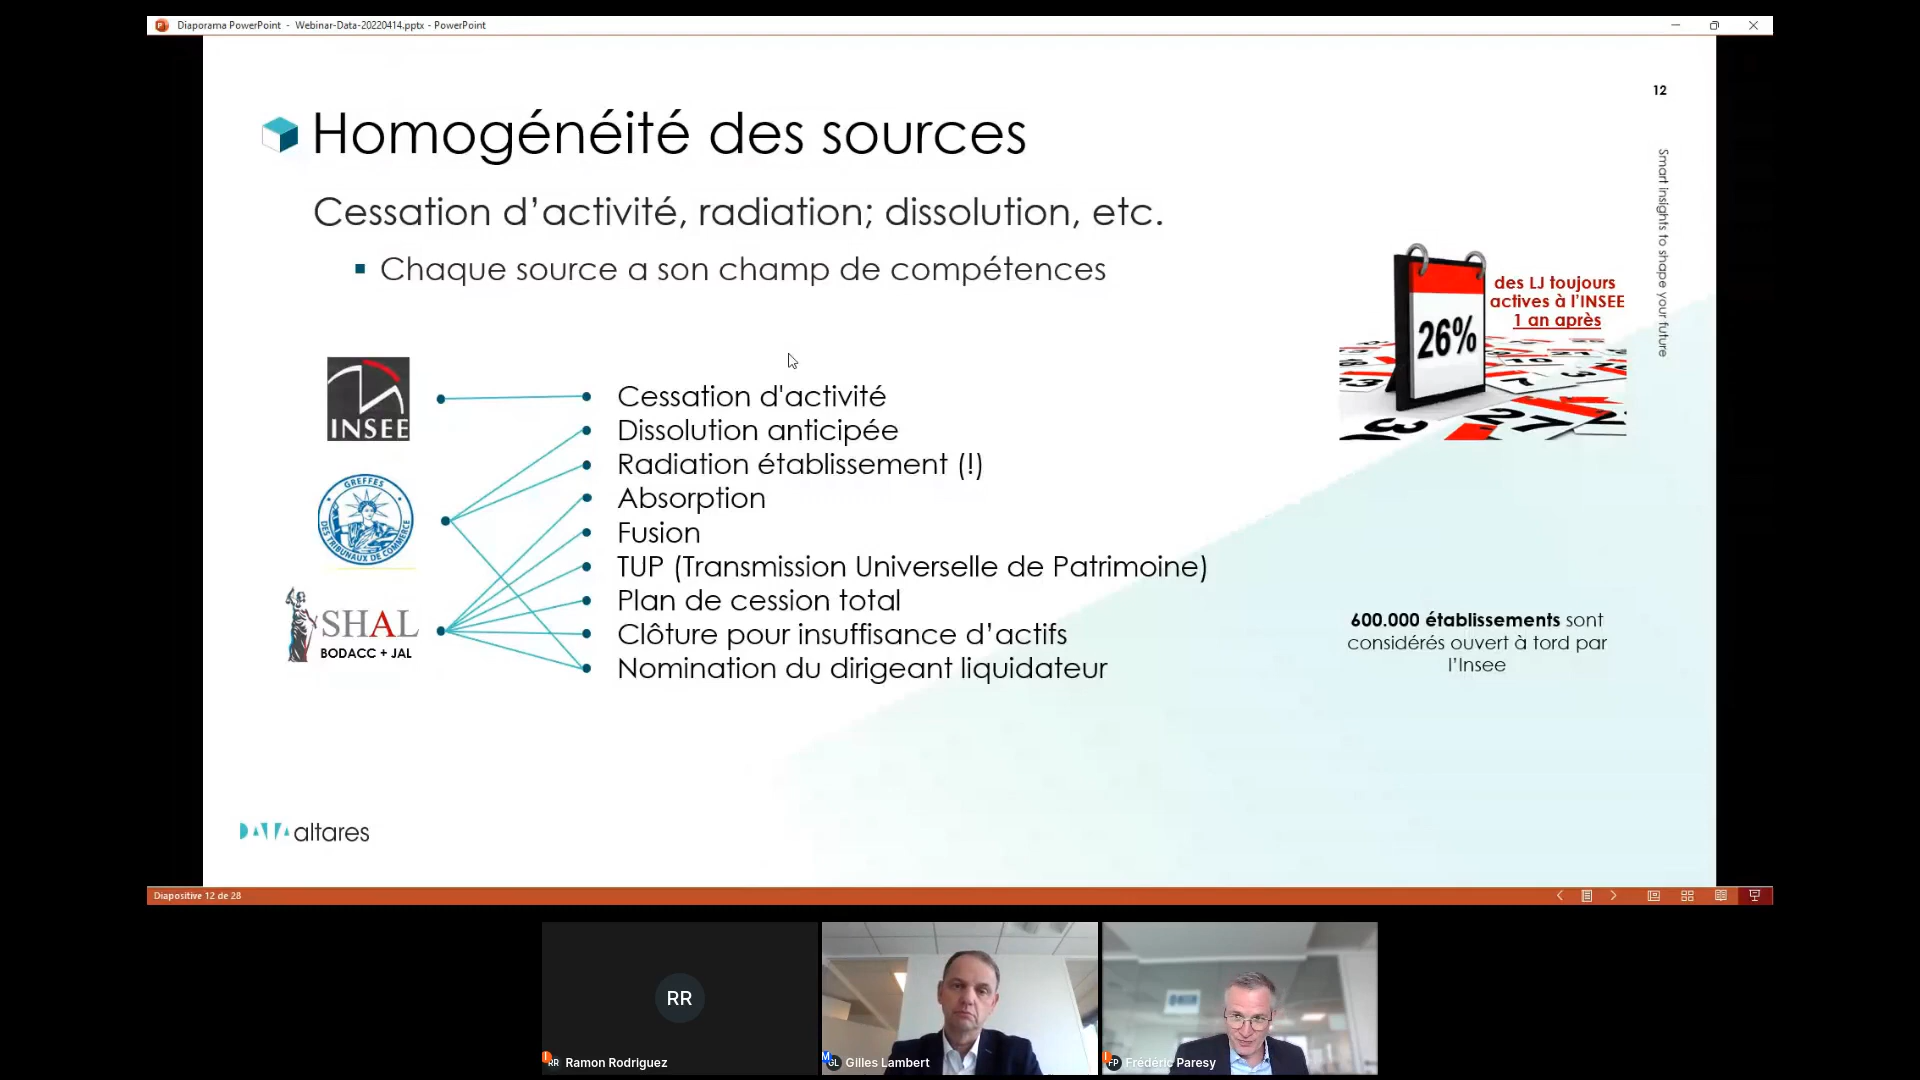 Diaporama PowerPoint - Webinar-Data-20220414.pptx - PowerPoint
12
Homogénéité des sources
Smart insights to shape your future
Cessation d’activité, radiation; dissolution, etc.
Chaque source a son champ de compétences
des LJ toujours
actives à l’INSEE
1 an après
26%
INSEE
Cessation d'activité
Dissolution anticipée
Radiation établissement (!)
GREFFES
DES TRIBUNAUX DE COMMERCE
Absorption
Fusion
TUP (Transmission Universelle de Patrimoine)
SHAL
BODACC + JAL
Plan de cession total
Clôture pour insuffisance d’actifs
Nomination du dirigeant liquidateur
600.000 établissements sont
considérés ouvert à tord par
l’Insee
DATA altares
Diapositive 12 de 28
RR
RR Ramon Rodriguez
GL Gilles Lambert
FP Frédéric Paresy